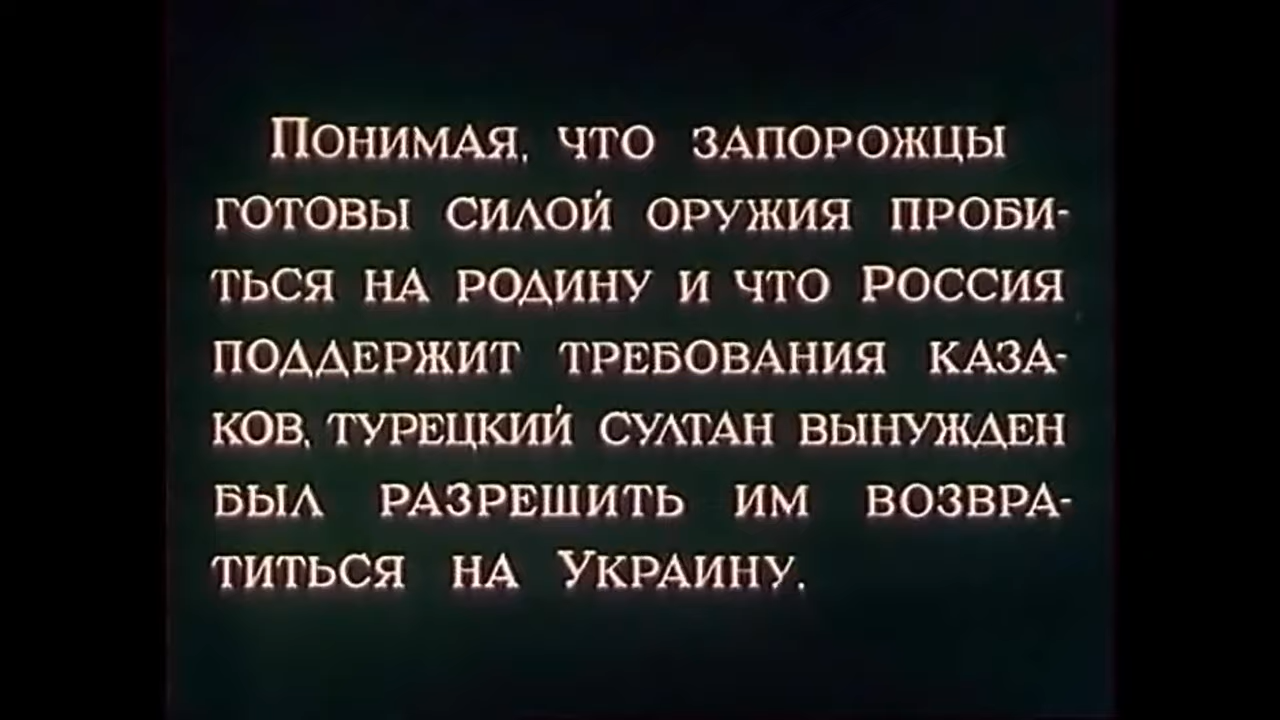 Понимая, что запорожцы
готовы силой оружия проби-
ться на родину и что Россия
поддержит требования каза-
ков, турецкий султан вынужден
был разрешить им возвра-
титься на Украину.